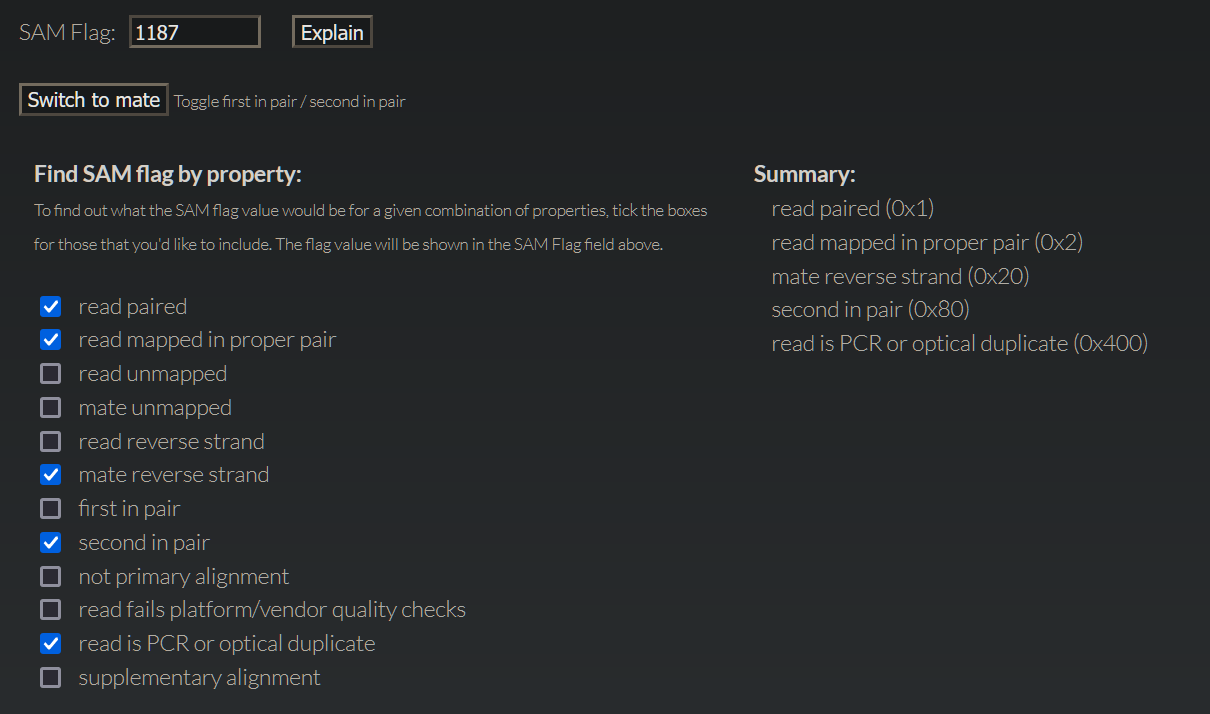 SAM Flag: 1187 Explain
Switch to mate Toggle first in pair / second in pair
Find SAM flag by property:
To find out what the SAM flag value would be for a given combination of properties, tick the boxes
for those that you'd like to include. The flag value will be shown in the SAM Flag field above.
read paired
read mapped in proper pair
read unmapped
mate unmapped
read reverse strand
mate reverse strand
first in pair
second in pair
not primary alignment
read fails platform/vendor quality checks
read is PCR or optical duplicate
supplementary alignment
Summary:
read paired (0x1)
read mapped in proper pair (0x2)
mate reverse strand (0x20)
second in pair (0x80)
read is PCR or optical duplicate (0x400)